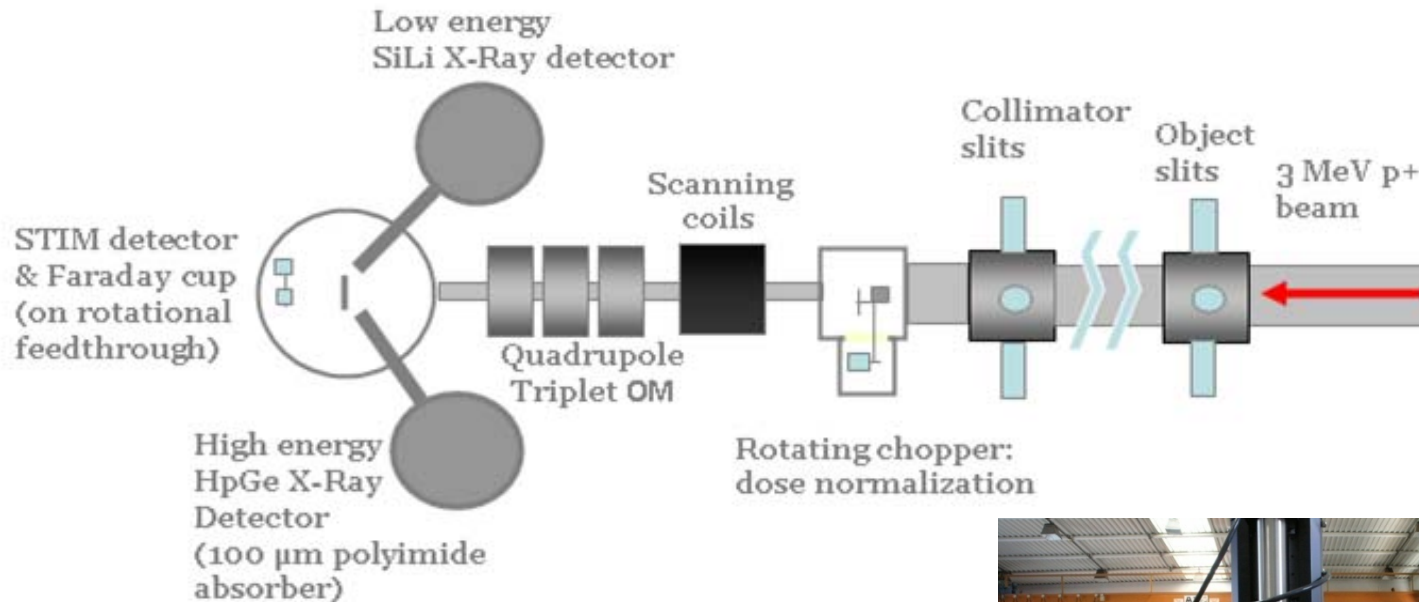 Low energy
SiLi X-Ray detector
Collimator
slits
Object
slits
3 MeV p+
beam
Scanning
coils
STIM detector
& Faraday cup
(on rotational
feedthrough)
Quadrupole
Triplet OM
High energy
HpGe X-Ray
Detector
(100 µm polyimide
absorber)
Rotating chopper:
dose normalization